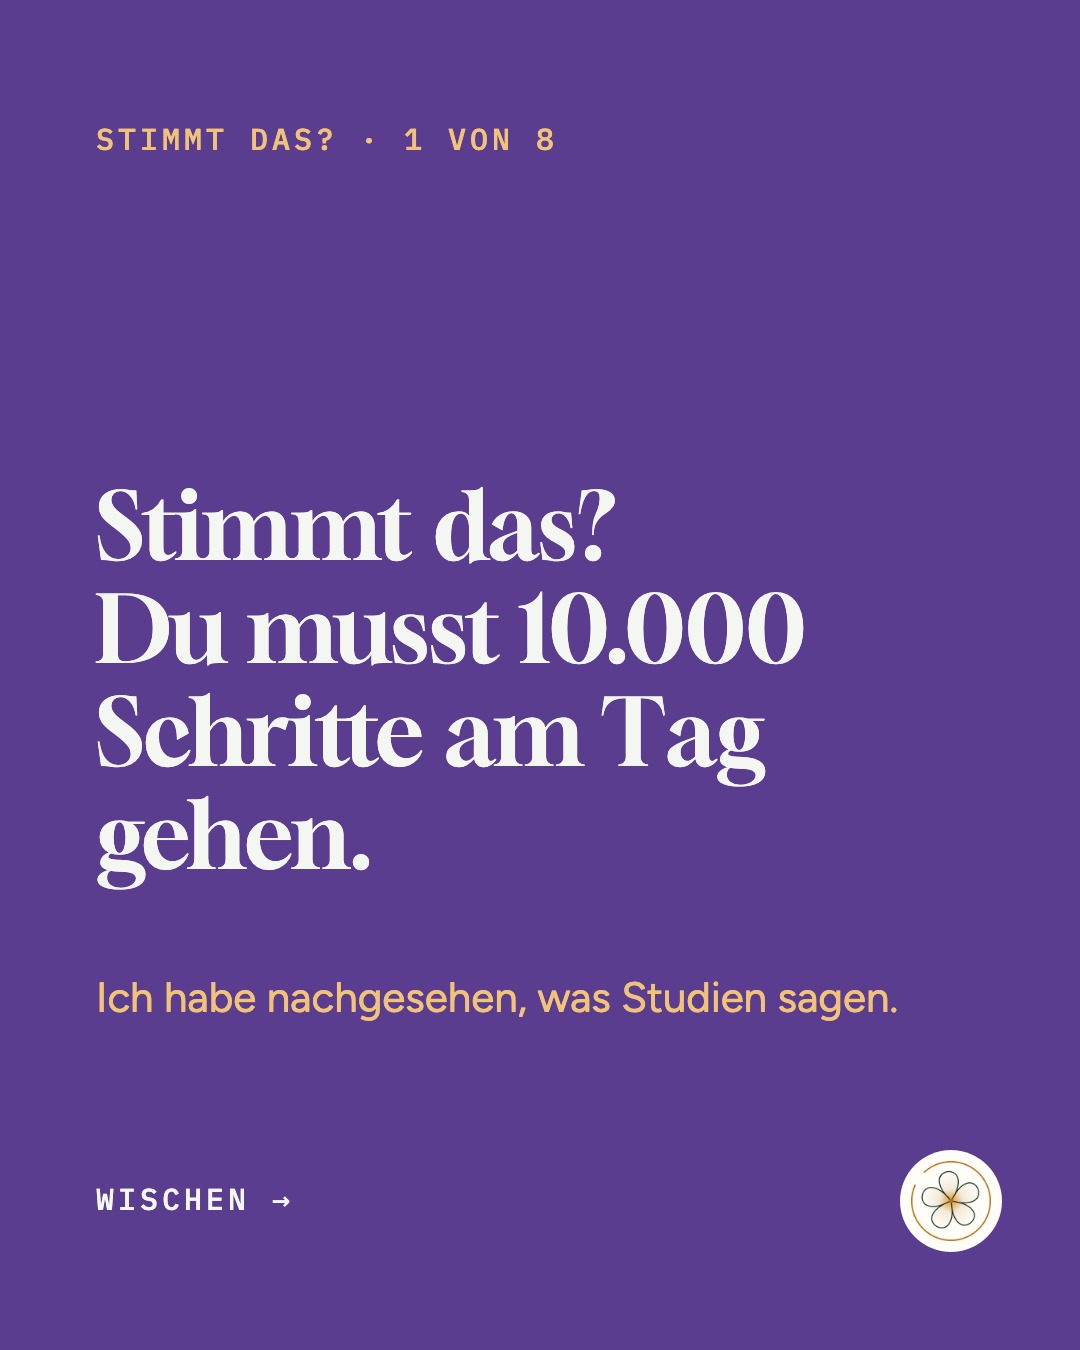 STIMMT DAS? · 1 VON 8
Stimmt das?
Du musst 10.000
Schritte am Tag
gehen.
Ich habe nachgesehen, was Studien sagen.
WISCHEN →